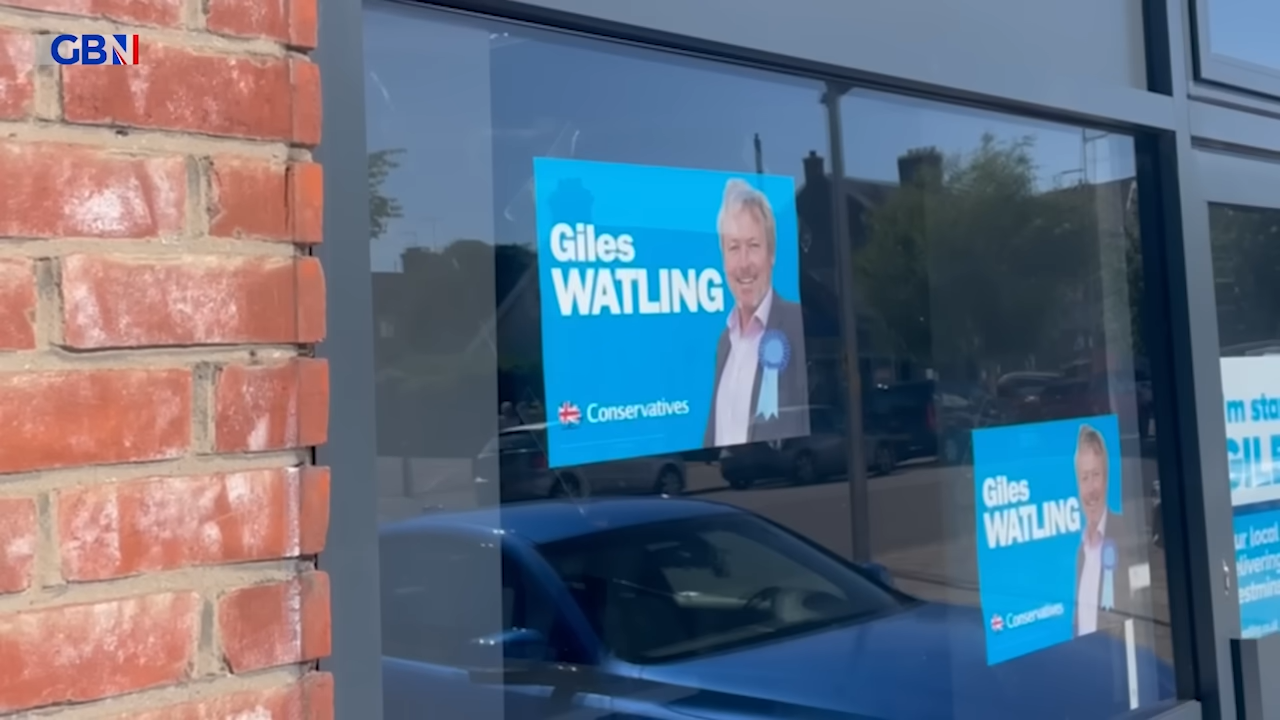 GBN
Giles
WATLING
Conservatives
Giles
WATLING
Conservatives